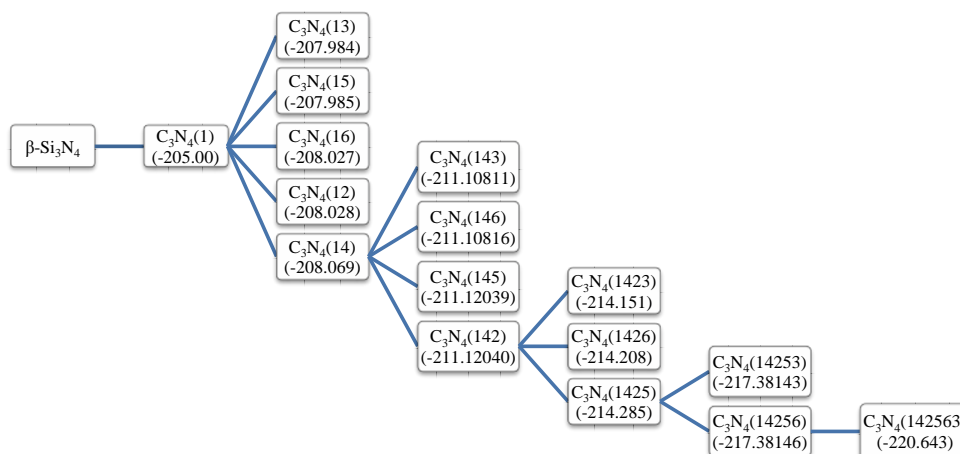 β-Si₃N₄
C₃N₄(1)
(-205.00)
C₃N₄(13)
(-207.984)
C₃N₄(15)
(-207.985)
C₃N₄(16)
(-208.027)
C₃N₄(12)
(-208.028)
C₃N₄(14)
(-208.069)
C₃N₄(143)
(-211.10811)
C₃N₄(146)
(-211.10816)
C₃N₄(145)
(-211.12039)
C₃N₄(142)
(-211.12040)
C₃N₄(1423)
(-214.151)
C₃N₄(1426)
(-214.208)
C₃N₄(1425)
(-214.285)
C₃N₄(14253)
(-217.38143)
C₃N₄(14256)
(-217.38146)
C₃N₄(142563)
(-220.643)